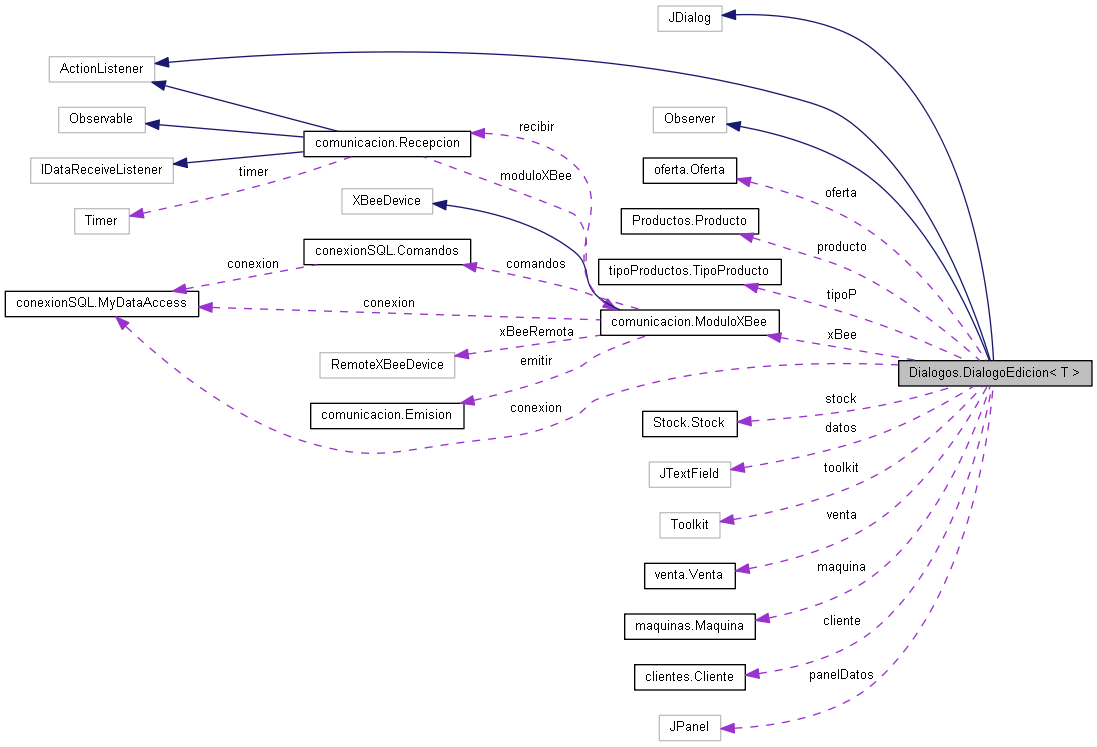 JDialog
ActionListener
Observable
Observer
recibir
comunicacion.Recepcion
IDataReceiveListener
timer
moduloXBee
oferta.Oferta
oferta
XBeeDevice
Timer
Productos.Producto
producto
conexionSQL.Comandos
conexion
comandos
tipoProductos.TipoProducto
tipoP
conexionSQL.MyDataAccess
conexion
comunicacion.ModuloXBee
xBeeRemota
xBee
RemoteXBeeDevice
emitir
Dialogos.DialogoEdicion< T >
comunicacion.Emision
conexion
stock
Stock.Stock
datos
JTextField
toolkit
Toolkit
venta
venta.Venta
maquina
maquinas.Maquina
cliente
clientes.Cliente
panelDatos
JPanel